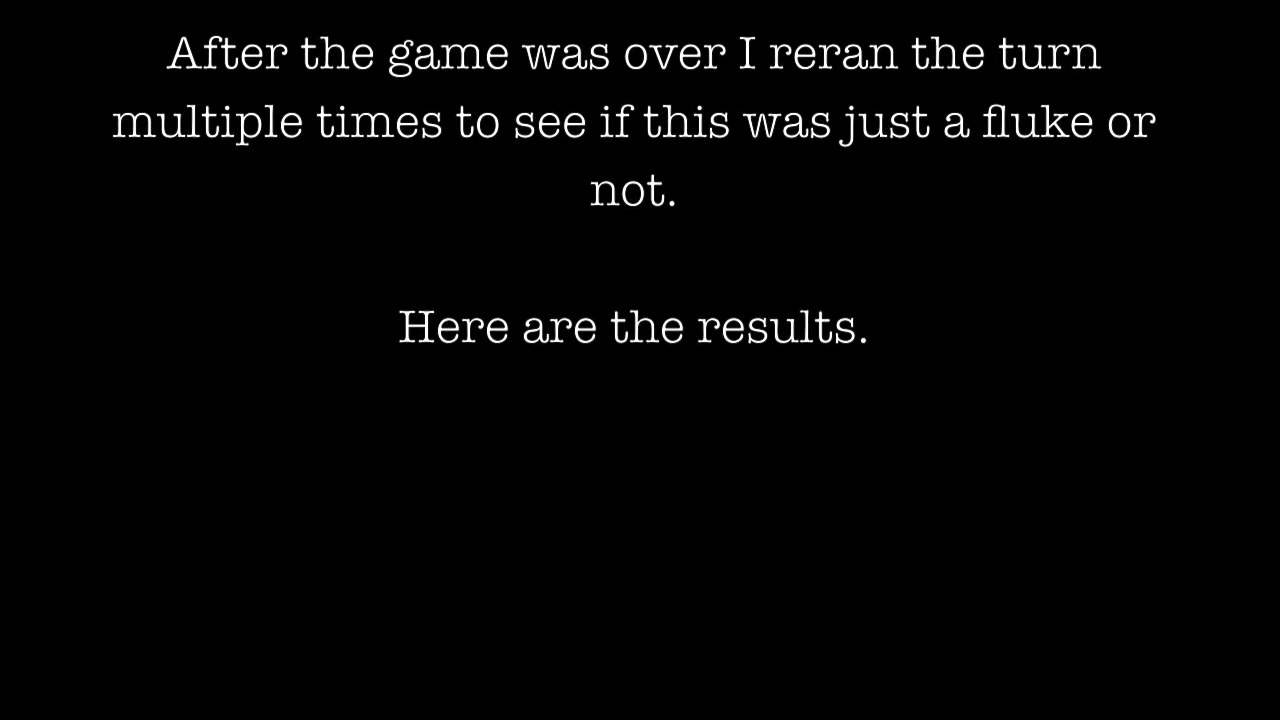 After the game was over I reran the turn
multiple times to see if this was just a fluke or
not.
Here are the results.